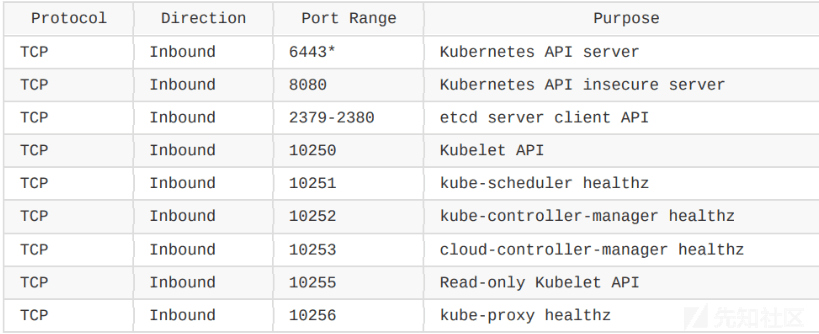 Protocol Direction Port Range Purpose
TCP Inbound 6443* Kubernetes API server
TCP Inbound 8080 Kubernetes API insecure server
TCP Inbound 2379-2380 etcd server client API
TCP Inbound 10250 Kubelet API
TCP Inbound 10251 kube-scheduler healthz
TCP Inbound 10252 kube-controller-manager healthz
TCP Inbound 10253 cloud-controller-manager healthz
TCP Inbound 10255 Read-only Kubelet API
TCP Inbound 10256 kube-proxy healthz
先知社区